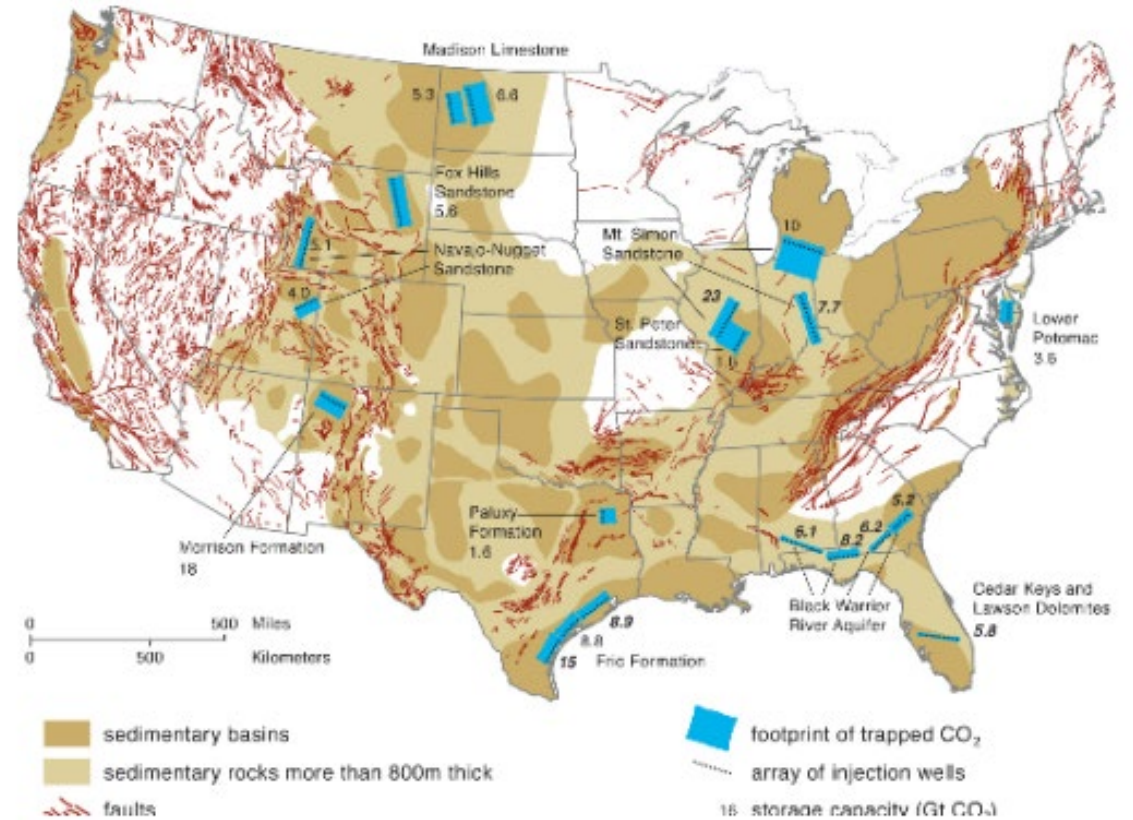 Madison Limestone
5.3
6.6
Fox Hills
Sandstone
5.6
5.1
Navajo-Nugget
Sandstone
4.0
Mt. Simon
Sandstone
10
23
7.7
St. Peter
Sandstone
1.6
Lower
Potomac
3.6
Morrison Formation
18
Paluxy
Formation
1.6
6.1
8.2
6.2
5.2
Black Warrior
River Aquifer
Cedar Keys and
Lawson Dolomites
5.8
8.9
8.8
15
Frio Formation
0 500 Miles
0 500 Kilometers
sedimentary basins
sedimentary rocks more than 800m thick
faults
footprint of trapped CO₂
array of injection wells
16 storage capacity (Gt CO₂)